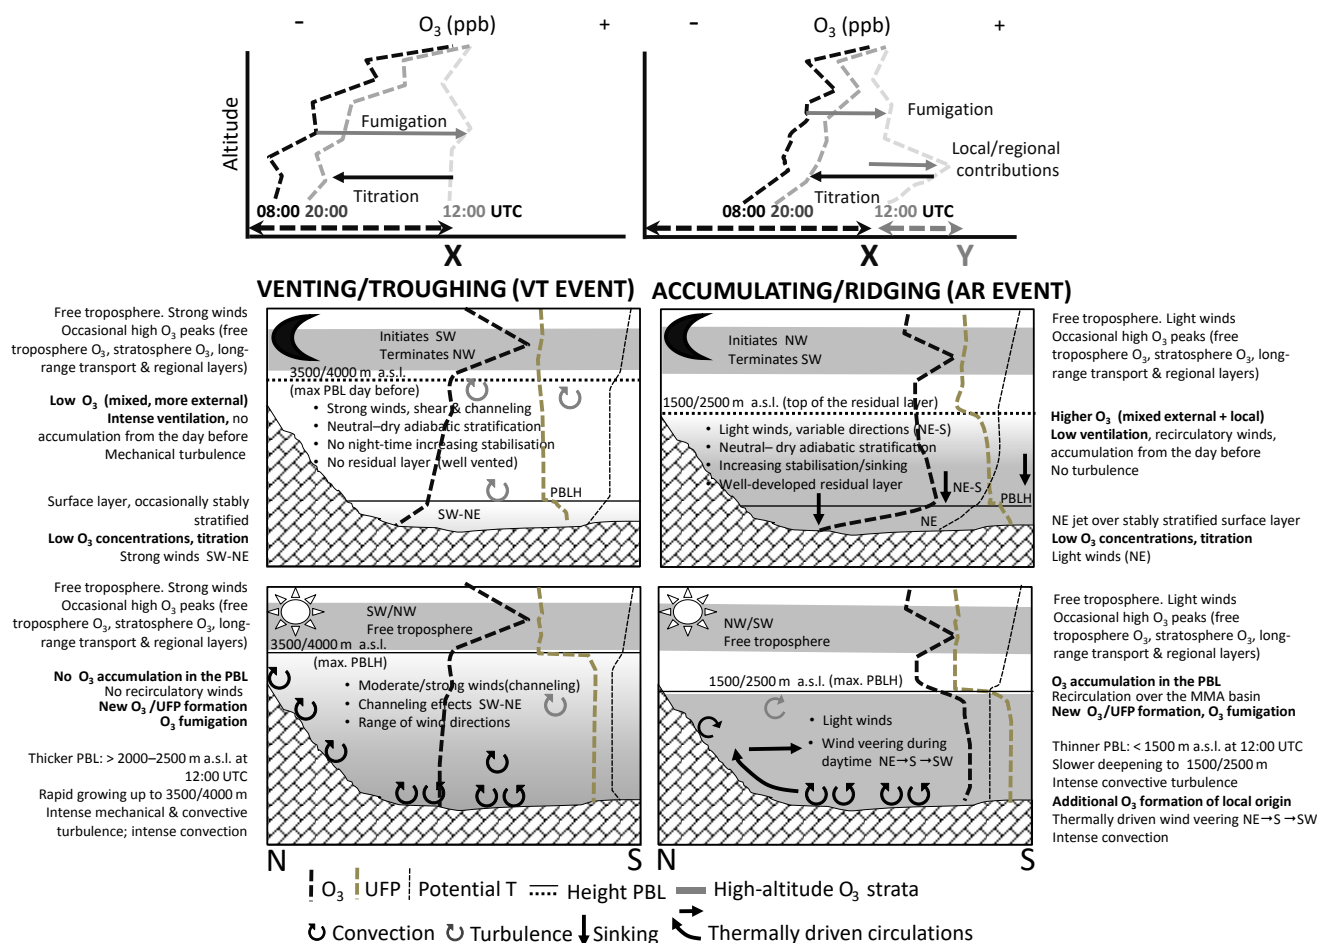 - O₃ (ppb) +
- O₃ (ppb) +
Altitude
Fumigation
Titration
08:00 20:00 12:00 UTC
X
Fumigation
Local/regional
contributions
Titration
08:00 20:00 12:00 UTC
X Y
VENTING/TROUGHING (VT EVENT)
ACCUMULATING/RIDGING (AR EVENT)
Free troposphere. Strong winds
Occasional high O₃ peaks (free
troposphere O₃, stratosphere O₃, long-
range transport & regional layers)
Low O₃ (mixed, more external)
Intense ventilation, no
accumulation from the day before
Mechanical turbulence
Surface layer, occasionally stably
stratified
Low O₃ concentrations, titration
Strong winds SW-NE
Initiates SW
Terminates NW
3500/4000 m a.s.l.
(max PBL day before)
• Strong winds, shear & channeling
• Neutral–dry adiabatic stratification
• No night-time increasing stabilisation
• No residual layer (well vented)
PBLH
SW-NE
Initiates NW
Terminates SW
1500/2500 m a.s.l. (top of the residual layer)
• Light winds, variable directions (NE-S)
• Neutral– dry adiabatic stratification
• Increasing stabilisation/sinking
• Well-developed residual layer
NE-S
PBLH
NE
Free troposphere. Light winds
Occasional high O₃ peaks (free
troposphere O₃, stratosphere O₃, long-
range transport & regional layers)
Higher O₃ (mixed external + local)
Low ventilation, recirculatory winds,
accumulation from the day before
No turbulence
NE jet over stably stratified surface layer
Low O₃ concentrations, titration
Light winds (NE)
Free troposphere. Strong winds
Occasional high O₃ peaks (free
troposphere O₃, stratosphere O₃, long-
range transport & regional layers)
No O₃ accumulation in the PBL
No recirculatory winds
New O₃/UFP formation
O₃ fumigation
Thicker PBL: > 2000–2500 m a.s.l. at
12:00 UTC
Rapid growing up to 3500/4000 m
Intense mechanical & convective
turbulence; intense convection
SW/NW
Free troposphere
3500/4000 m a.s.l.
(max. PBLH)
• Moderate/strong winds(channeling)
• Channeling effects SW-NE
• Range of wind directions
NW/SW
Free troposphere
1500/2500 m a.s.l. (max. PBLH)
• Light winds
• Wind veering during
daytime NE→S→SW
Free troposphere. Light winds
Occasional high O₃ peaks (free
troposphere O₃, stratosphere O₃, long-
range transport & regional layers)
O₃ accumulation in the PBL
Recirculation over the MMA basin
New O₃/UFP formation, O₃ fumigation
Thinner PBL: < 1500 m a.s.l. at 12:00 UTC
Slower deepening to 1500/2500 m
Intense convective turbulence
Additional O₃ formation of local origin
Thermally driven wind veering NE→S→SW
Intense convection
N S
N S
O₃ UFP Potential T Height PBL High-altitude O₃ strata
Convection Turbulence Sinking Thermally driven circulations